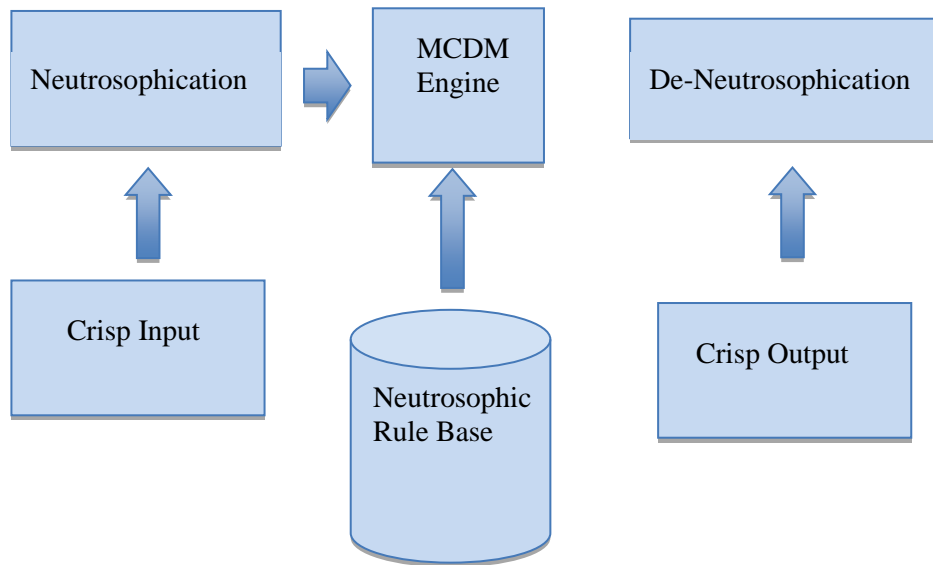 Neutrosophication
MCDM
Engine
De-Neutrosophication
Crisp Input
Neutrosophic
Rule Base
Crisp Output